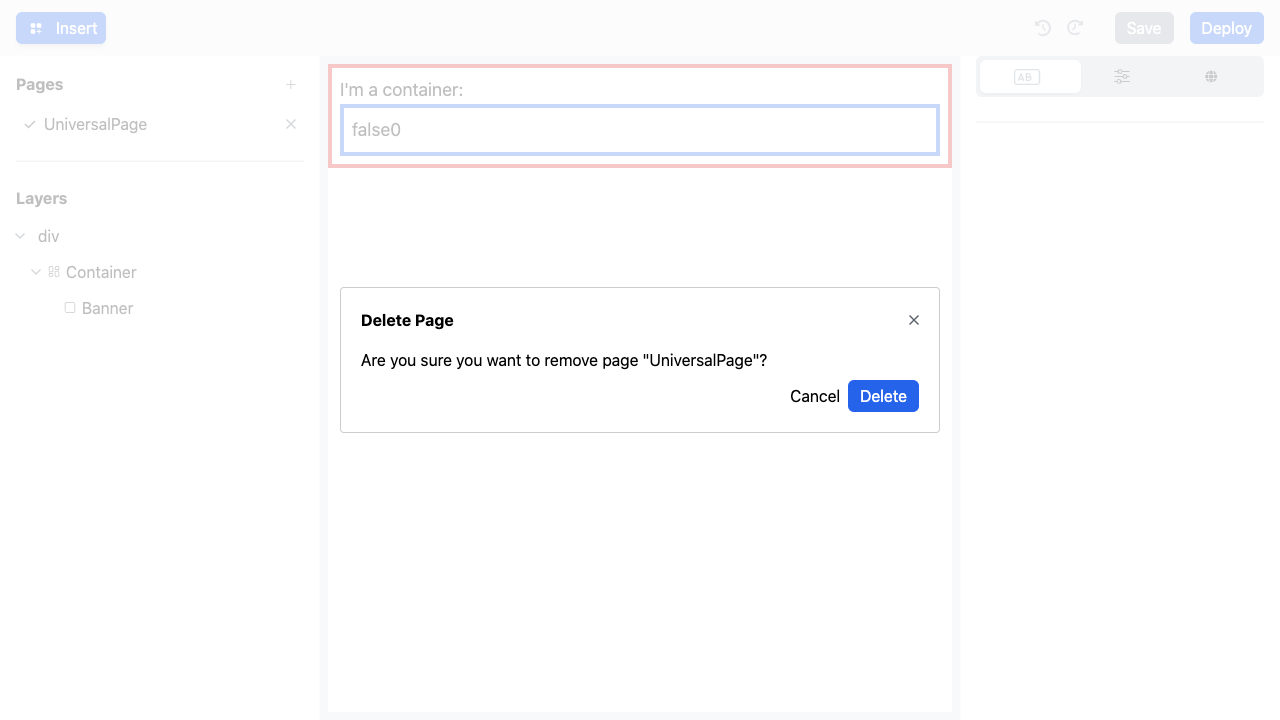 Insert
Save
Deploy
Pages
UniversalPage
Layers
div
Container
Banner
I'm a container:
false0
AB
Delete Page
Are you sure you want to remove page "UniversalPage"?
Cancel
Delete